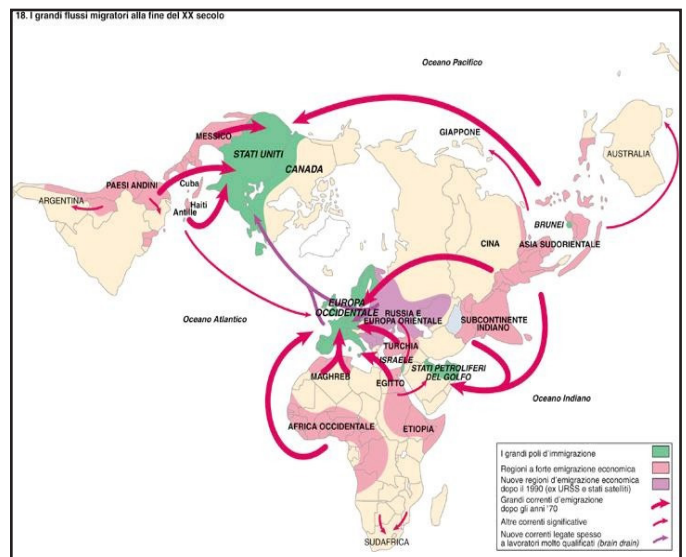 18. I grandi flussi migratori alla fine del XX secolo
Oceano Pacifico
MESSICO
GIAPPONE
AUSTRALIA
STATI UNITI
CANADA
PAESI ANDINI
Cuba
ARGENTINA
Haiti
Antille
BRUNEI
CINA
ASIA SUDORIENTALE
EUROPA
OCCIDENTALE
Oceano Atlantico
RUSSIA E
EUROPA ORIENTALE
SUBCONTINENTE
INDIANO
TURCHIA
ISRAELE
STATI PETROLIFERI
DEL GOLFO
MAGHREB
EGITTO
Oceano Indiano
AFRICA OCCIDENTALE
ETIOPIA
SUDAFRICA
I grandi poli d'immigrazione
Regioni a forte emigrazione economica
Nuove regioni d'emigrazione economica
dopo il 1990 (ex URSS e stati satelliti)
Grandi correnti d'emigrazione
dopo gli anni '70
Altre correnti significative
Nuove correnti legate spesso
a lavoratori molto qualificati (brain drain)